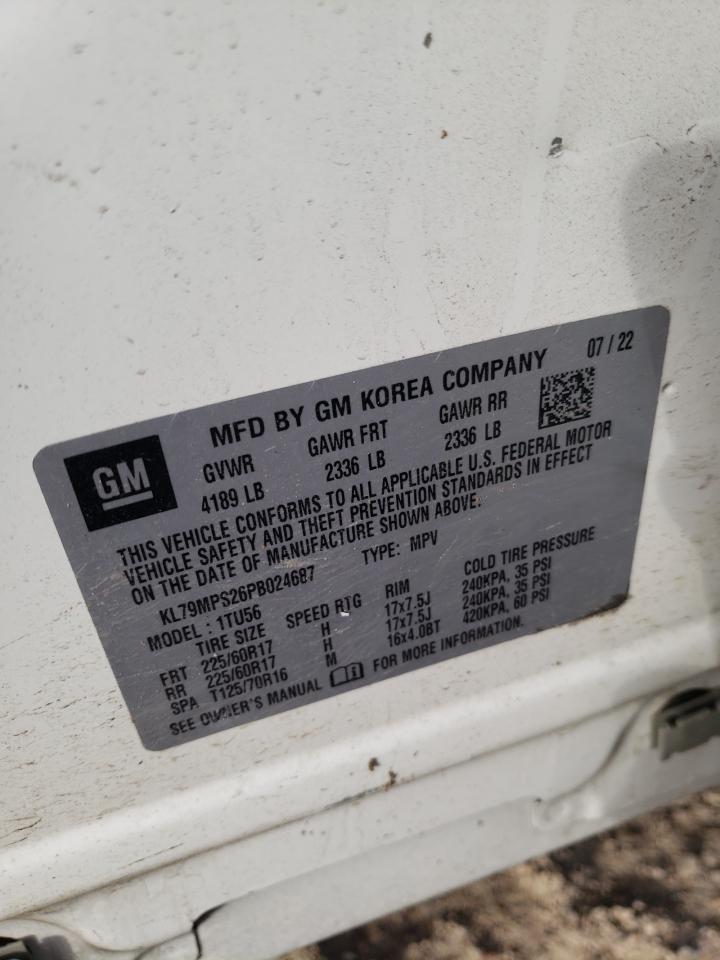 MFD BY GM KOREA COMPANY 07 / 22
GM
GVWR GAWR FRT GAWR RR
4189 LB 2336 LB 2336 LB
THIS VEHICLE CONFORMS TO ALL APPLICABLE U.S. FEDERAL MOTOR
VEHICLE SAFETY AND THEFT PREVENTION STANDARDS IN EFFECT
ON THE DATE OF MANUFACTURE SHOWN ABOVE.
KL79MPS26PB024687 TYPE: MPV
MODEL : 1TU56
TIRE SIZE SPEED RTG RIM COLD TIRE PRESSURE
FRT 225/60R17 H 17x7.5J 240KPA, 35 PSI
RR 225/60R17 H 17x7.5J 240KPA, 35 PSI
SPA T125/70R16 M 16x4.0BT 420KPA, 60 PSI
SEE OWNER'S MANUAL FOR MORE INFORMATION.